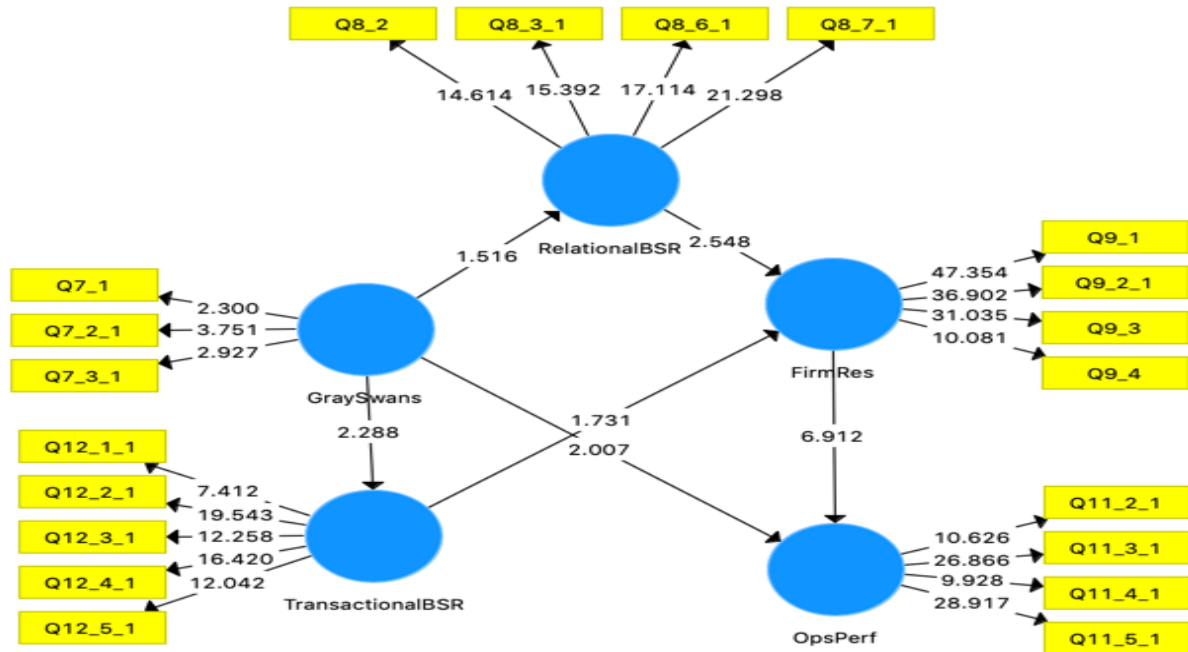 Q8_2
Q8_3_1
Q8_6_1
Q8_7_1
14.614
15.392
17.114
21.298
RelationalBSR
1.516
2.548
Q7_1
Q7_2_1
Q7_3_1
2.300
3.751
2.927
GraySwans
Q9_1
Q9_2_1
Q9_3
Q9_4
47.354
36.902
31.035
10.081
FirmRes
2.288
1.731
2.007
6.912
Q12_1_1
Q12_2_1
Q12_3_1
Q12_4_1
Q12_5_1
7.412
19.543
12.258
16.420
12.042
TransactionalBSR
Q11_2_1
Q11_3_1
Q11_4_1
Q11_5_1
10.626
26.866
9.928
28.917
OpsPerf